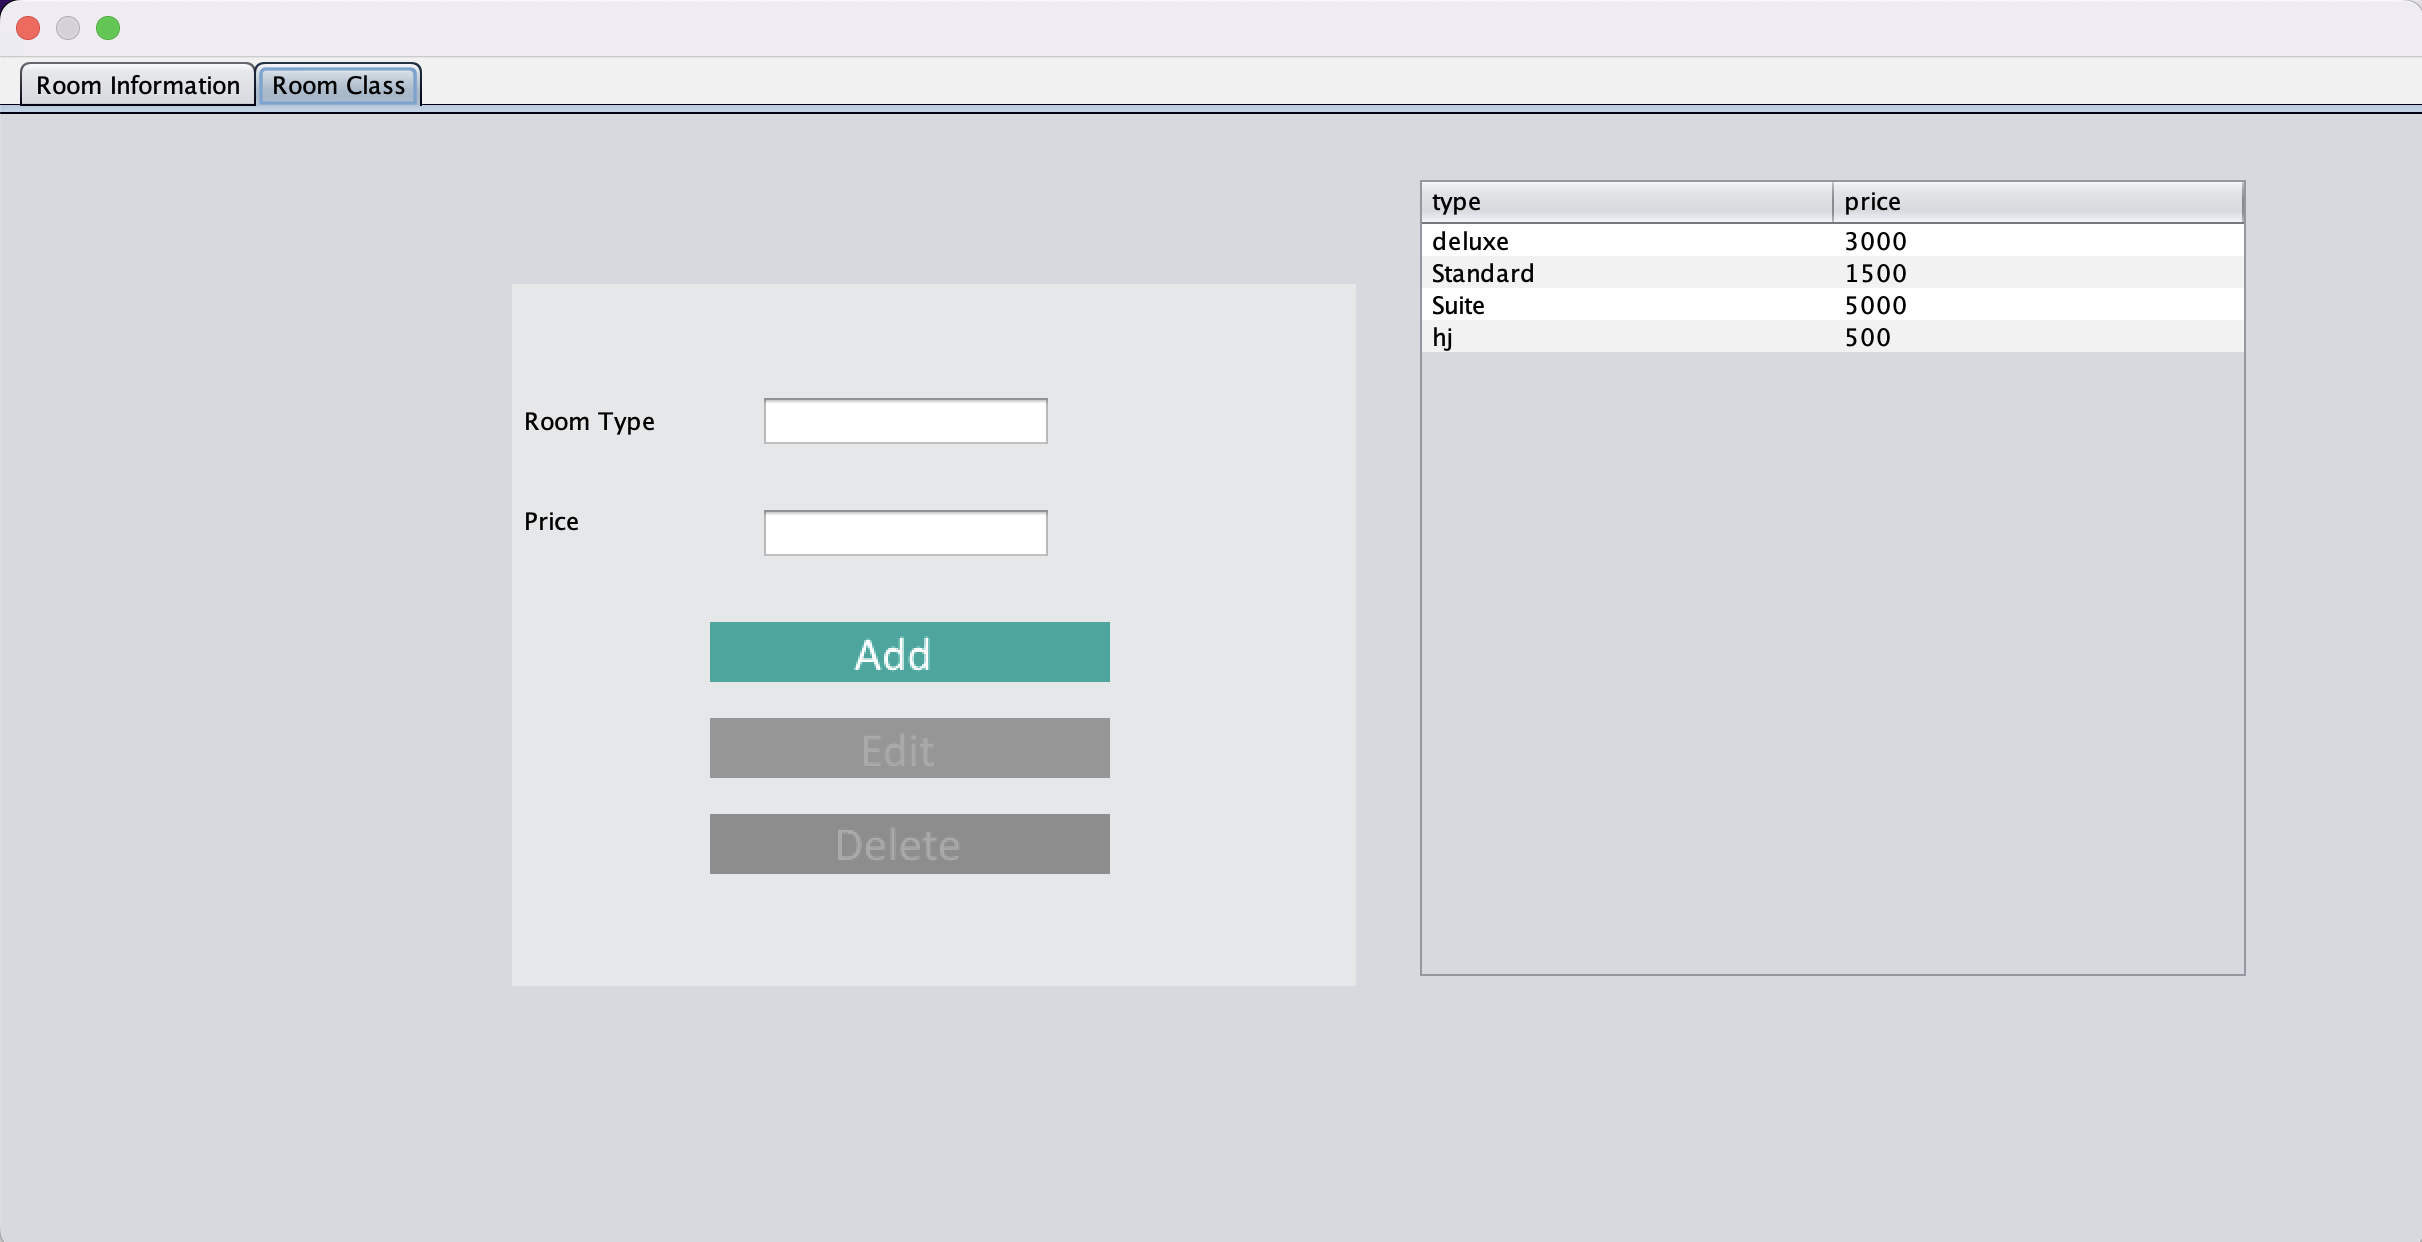 Room Information Room Class
type price
deluxe 3000
Standard 1500
Suite 5000
hj 500
Room Type
Price
Add
Edit
Delete